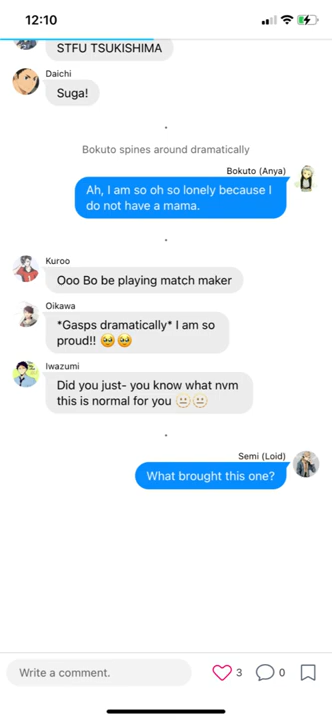 12:10
STFU TSUKISHIMA
Daichi
Suga!
.
Bokuto spines around dramatically
Bokuto (Anya)
Ah, I am so oh so lonely because I
do not have a mama.
.
Kuroo
Ooo Bo be playing match maker
Oikawa
*Gasps dramatically* I am so
proud!! 🥹🥹
Iwazumi
Did you just- you know what nvm
this is normal for you 😐😐
.
Semi (Loid)
What brought this one?
Write a comment.
3
0